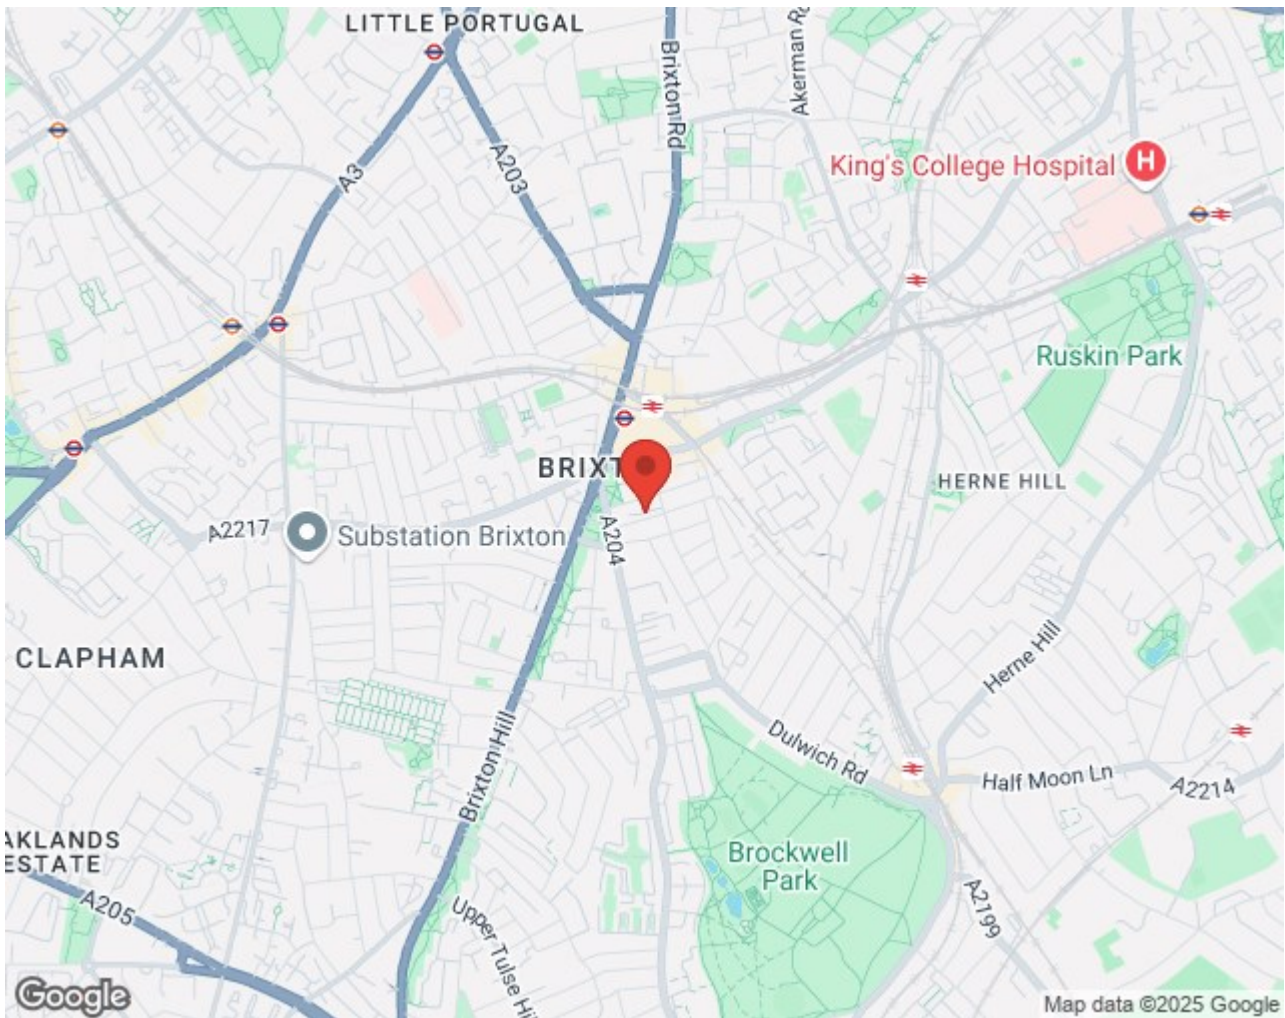 LITTLE PORTUGAL
Brixton Rd
Akerman Rd
A3
A203
King's College Hospital
H
Ruskin Park
BRIXT
HERNE HILL
A2217
Substation Brixton
A204
CLAPHAM
Herne Hill
Brixton Hill
Dulwich Rd
Half Moon Ln
A2214
AKLANDS
ESTATE
Brockwell
Park
A205
Upper Tulse Hi
A2199
Google
Map data ©2025 Google